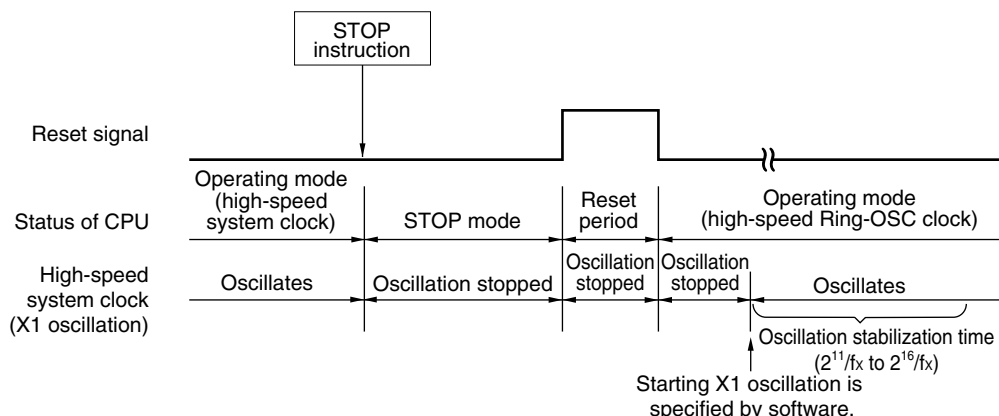 STOP
instruction
Reset signal
Operating mode
(high-speed
system clock)
Status of CPU
STOP mode
Reset
period
Operating mode
(high-speed Ring-OSC clock)
High-speed
system clock
(X1 oscillation)
Oscillates
Oscillation stopped
Oscillation
stopped
Oscillation
stopped
Oscillates
Oscillation stabilization time
(2¹¹/fx to 2¹⁶/fx)
Starting X1 oscillation is
specified by software.